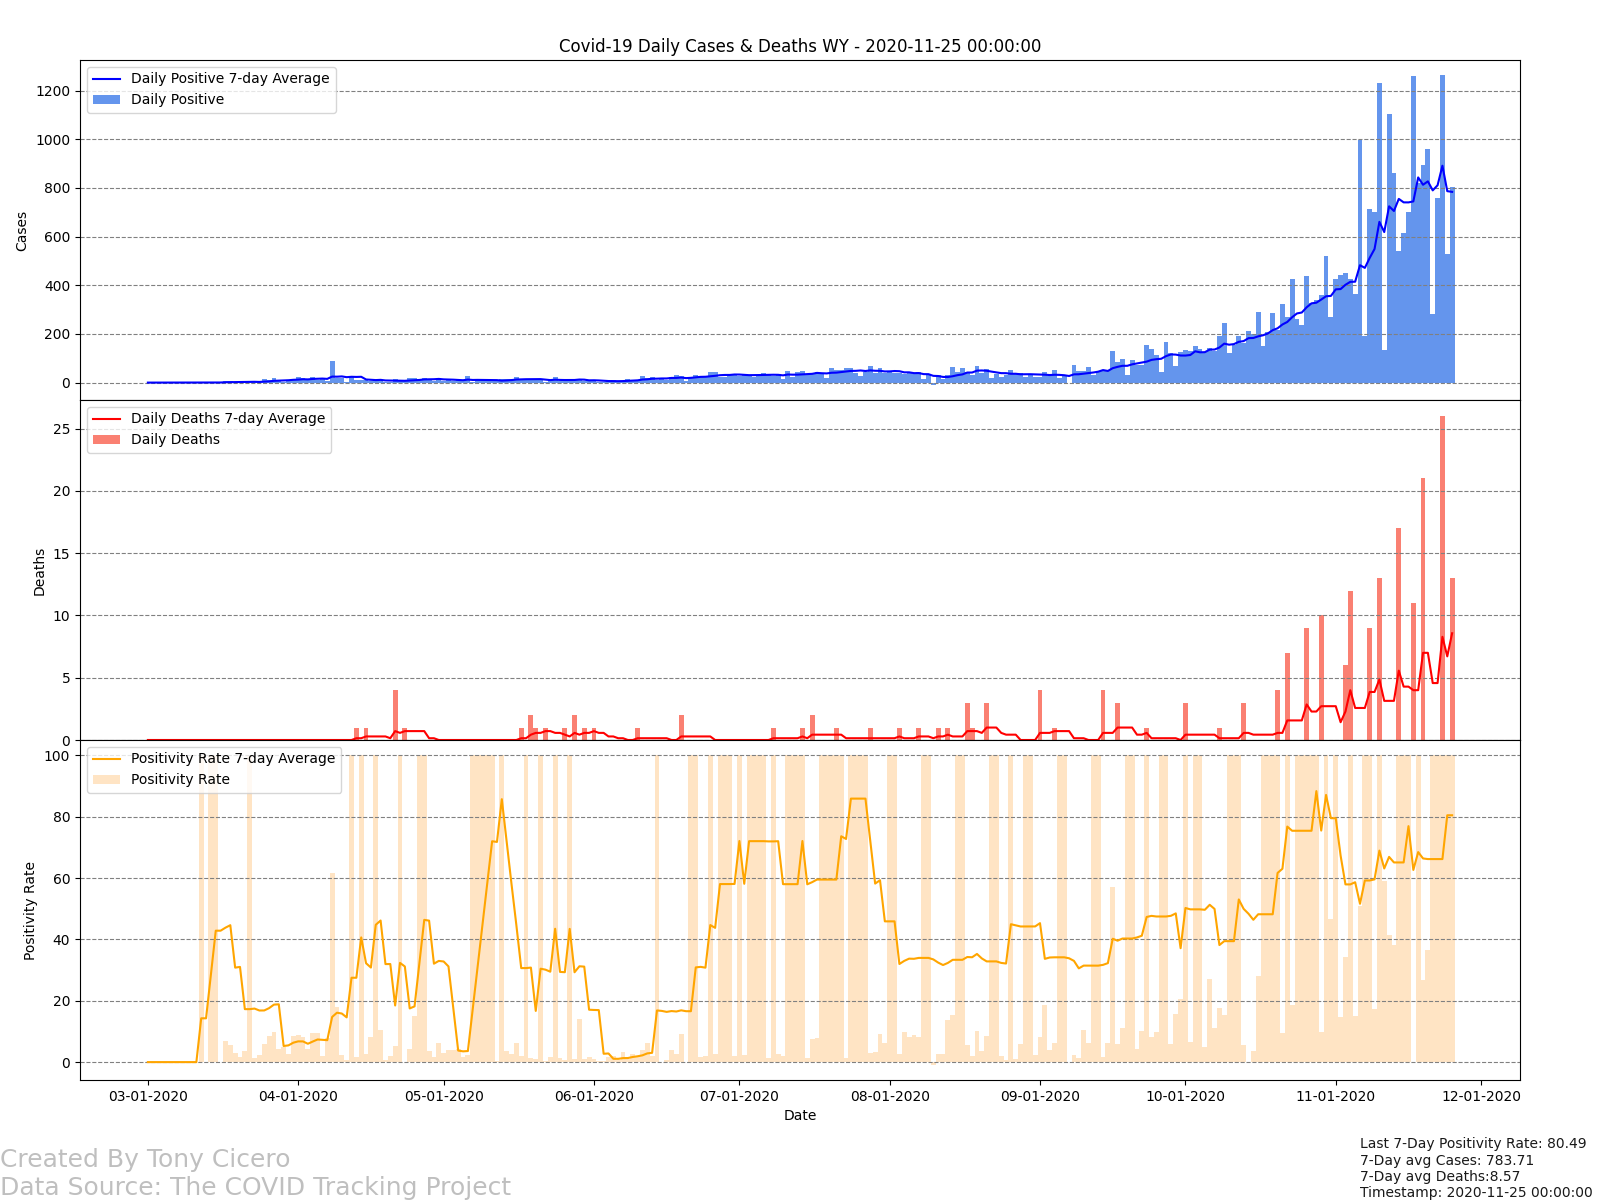 Covid-19 Daily Cases & Deaths WY - 2020-11-25 00:00:00
Daily Positive 7-day Average
Daily Positive
1200
1000
800
600
400
200
0
Cases
Daily Deaths 7-day Average
Daily Deaths
25
20
15
10
5
0
Deaths
Positivity Rate 7-day Average
Positivity Rate
100
80
60
40
20
0
Positivity Rate
03-01-2020 04-01-2020 05-01-2020 06-01-2020 07-01-2020 08-01-2020 09-01-2020 10-01-2020 11-01-2020 12-01-2020
Date
Created By Tony Cicero
Data Source: The COVID Tracking Project
Last 7-Day Positivity Rate: 80.49
7-Day avg Cases: 783.71
7-Day avg Deaths:8.57
Timestamp: 2020-11-25 00:00:00